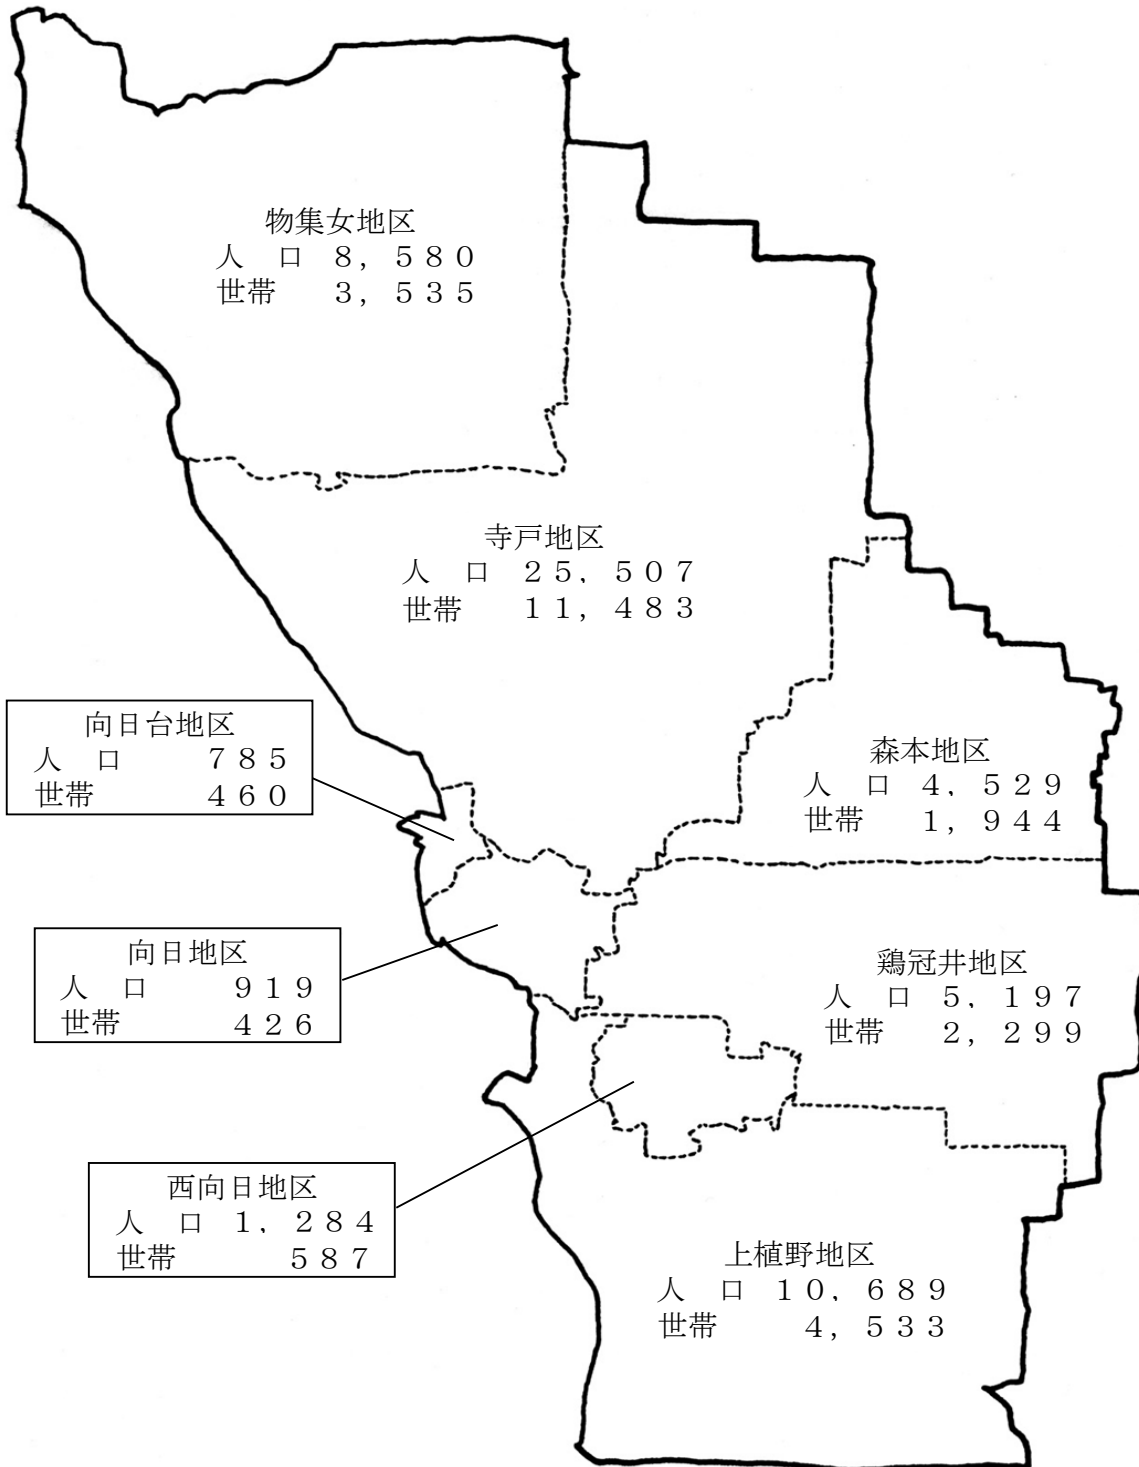 物集女地区
人　口　８，５８０
世帯　　３，５３５
寺戸地区
人　口　２５，５０７
世帯　　１１，４８３
向日台地区
人　口　　７８５
世帯　　　４６０
森本地区
人　口　４，５２９
世帯　　１，９４４
向日地区
人　口　　９１９
世帯　　　４２６
鶏冠井地区
人　口　５，１９７
世帯　　２，２９９
西向日地区
人　口　１，２８４
世帯　　　５８７
上植野地区
人　口　１０，６８９
世帯　　　４，５３３